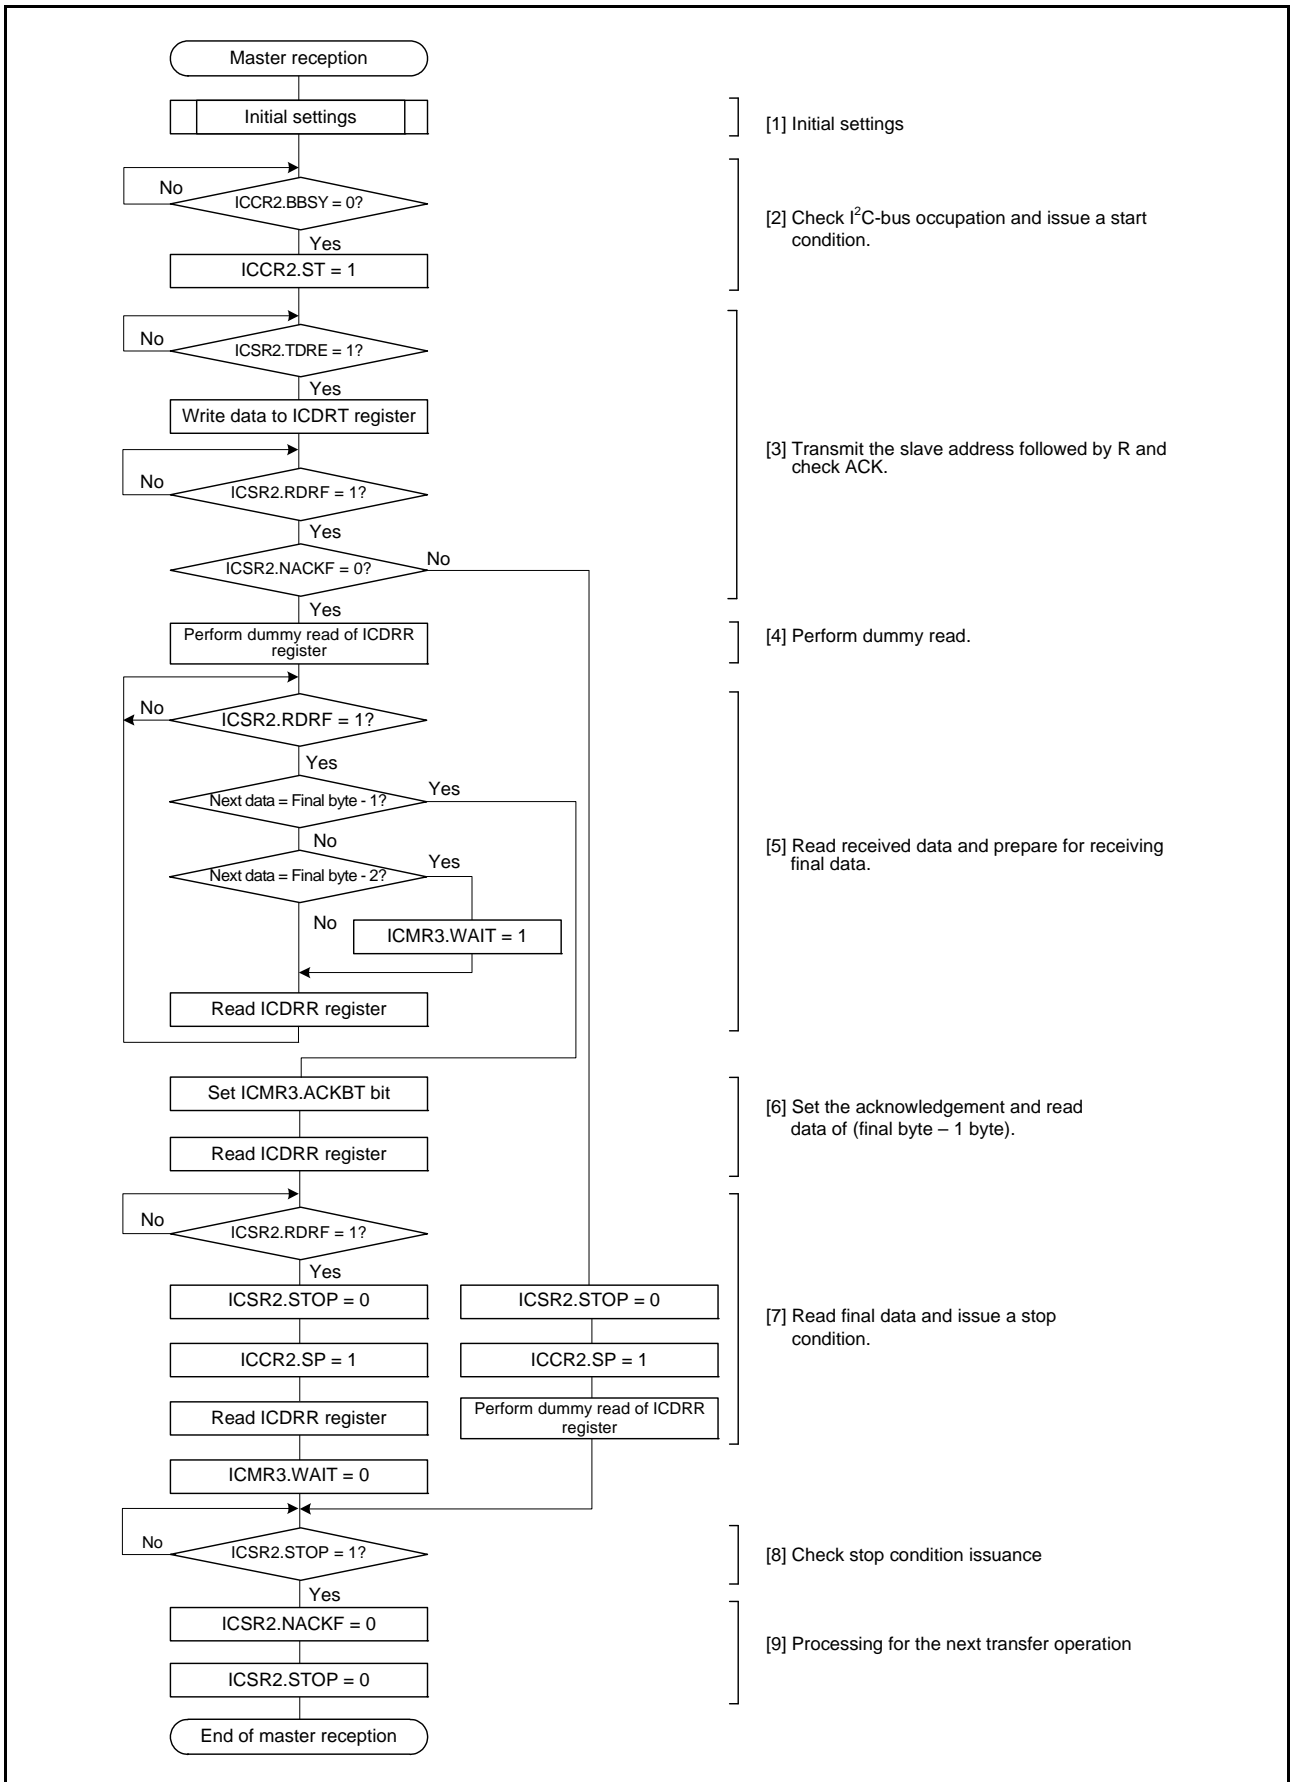 Master reception
Initial settings
[1] Initial settings
No
ICCR2.BBSY = 0?
Yes
[2] Check I²C-bus occupation and issue a start
condition.
ICCR2.ST = 1
No
ICSR2.TDRE = 1?
Yes
Write data to ICDRT register
[3] Transmit the slave address followed by R and
check ACK.
No
ICSR2.RDRF = 1?
Yes
ICSR2.NACKF = 0?
No
Yes
Perform dummy read of ICDRR
register
[4] Perform dummy read.
No
ICSR2.RDRF = 1?
Yes
Next data = Final byte - 1?
Yes
No
[5] Read received data and prepare for receiving
final data.
Next data = Final byte - 2?
Yes
No
ICMR3.WAIT = 1
Read ICDRR register
Set ICMR3.ACKBT bit
[6] Set the acknowledgement and read
data of (final byte – 1 byte).
Read ICDRR register
No
ICSR2.RDRF = 1?
Yes
ICSR2.STOP = 0
ICSR2.STOP = 0
[7] Read final data and issue a stop
condition.
ICCR2.SP = 1
ICCR2.SP = 1
Read ICDRR register
Perform dummy read of ICDRR
register
ICMR3.WAIT = 0
No
ICSR2.STOP = 1?
[8] Check stop condition issuance
Yes
ICSR2.NACKF = 0
[9] Processing for the next transfer operation
ICSR2.STOP = 0
End of master reception